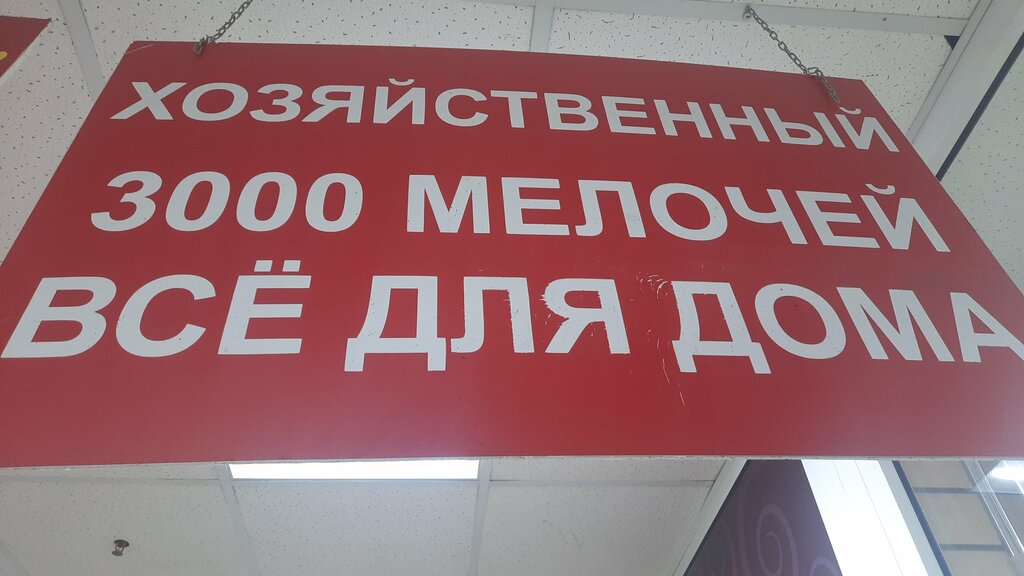 ХОЗЯЙСТВЕННЫЙ
3000 МЕЛОЧЕЙ
ВСЁ ДЛЯ ДОМА